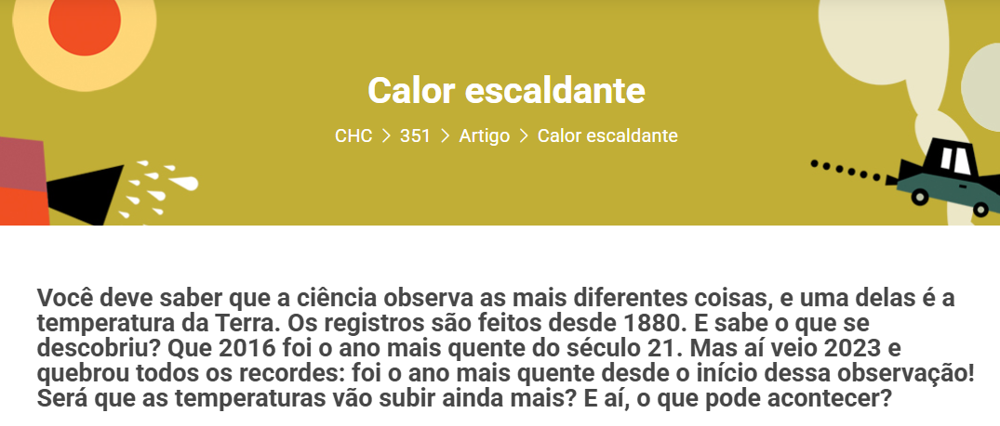 Calor escaldante
CHC > 351 > Artigo > Calor escaldante
Você deve saber que a ciência observa as mais diferentes coisas, e uma delas é a
temperatura da Terra. Os registros são feitos desde 1880. E sabe o que se
descobriu? Que 2016 foi o ano mais quente do século 21. Mas aí veio 2023 e
quebrou todos os recordes: foi o ano mais quente desde o início dessa observação!
Será que as temperaturas vão subir ainda mais? E aí, o que pode acontecer?